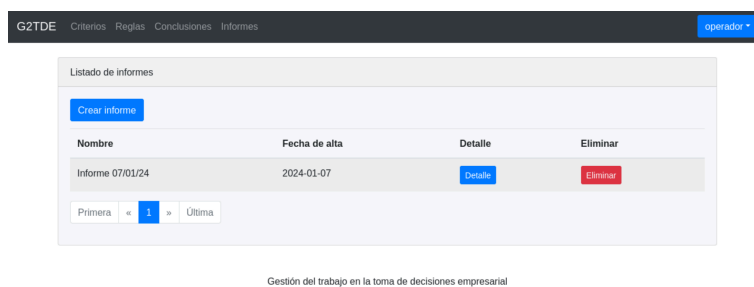 G2TDE Criterios Reglas Conclusiones Informes operador
Listado de informes
Crear informe
Nombre Fecha de alta Detalle Eliminar
Informe 07/01/24 2024-01-07 Detalle Eliminar
Primera « 1 » Última
Gestión del trabajo en la toma de decisiones empresarial